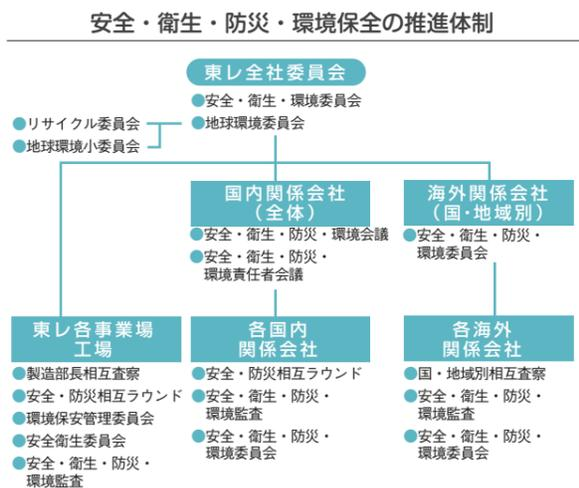 安全・衛生・防災・環境保全の推進体制
東レ全社委員会
●安全・衛生・環境委員会
●地球環境委員会
●リサイクル委員会
●地球環境小委員会
国内関係会社
（全体）
●安全・衛生・防災・環境会議
●安全・衛生・防災・
環境責任者会議
海外関係会社
（国・地域別）
●安全・衛生・防災・
環境委員会
東レ各事業場
工場
●製造部長相互査察
●安全・防災相互ラウンド
●環境保安管理委員会
●安全衛生委員会
●安全・衛生・防災・
環境監査
各国内
関係会社
●安全・防災相互ラウンド
●安全・衛生・防災・
環境監査
●安全・衛生・防災・
環境委員会
各海外
関係会社
●国・地域別相互査察
●安全・衛生・防災・
環境監査
●安全・衛生・防災・
環境委員会